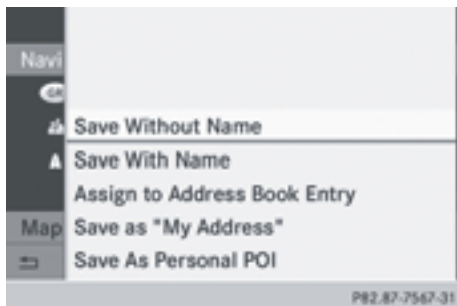 Navi
Save Without Name
Save With Name
Assign to Address Book Entry
Map
Save as "My Address"
Save As Personal POI
P82.87-7567-31